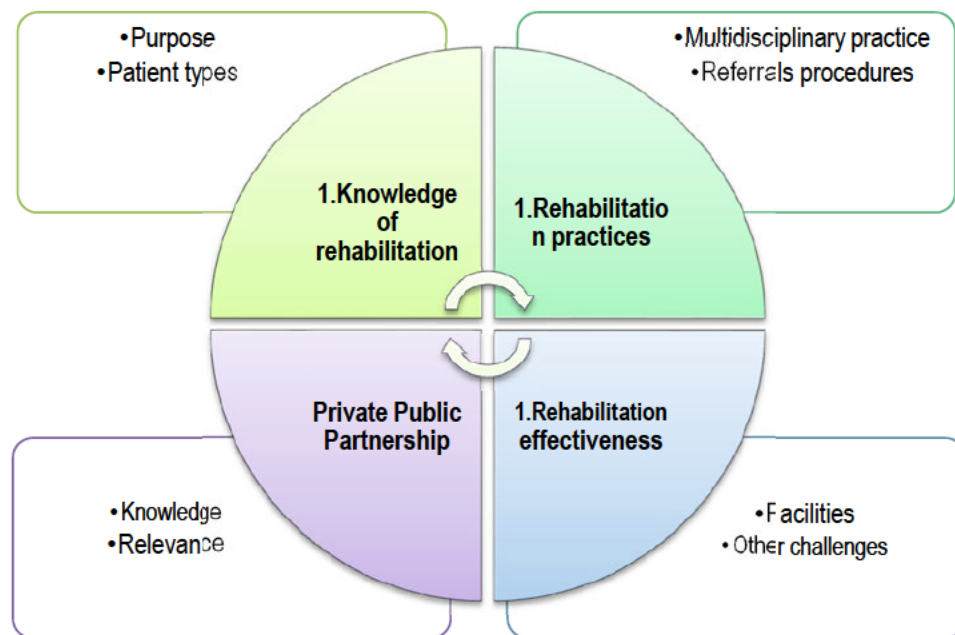 •Purpose
•Patient types
•Multidisciplinary practice
•Referrals procedures
1.Knowledge
of
rehabilitation
1.Rehabilitatio
n practices
Private Public
Partnership
1.Rehabilitation
effectiveness
•Knowledge
•Relevance
•Facilities
•Other challenges